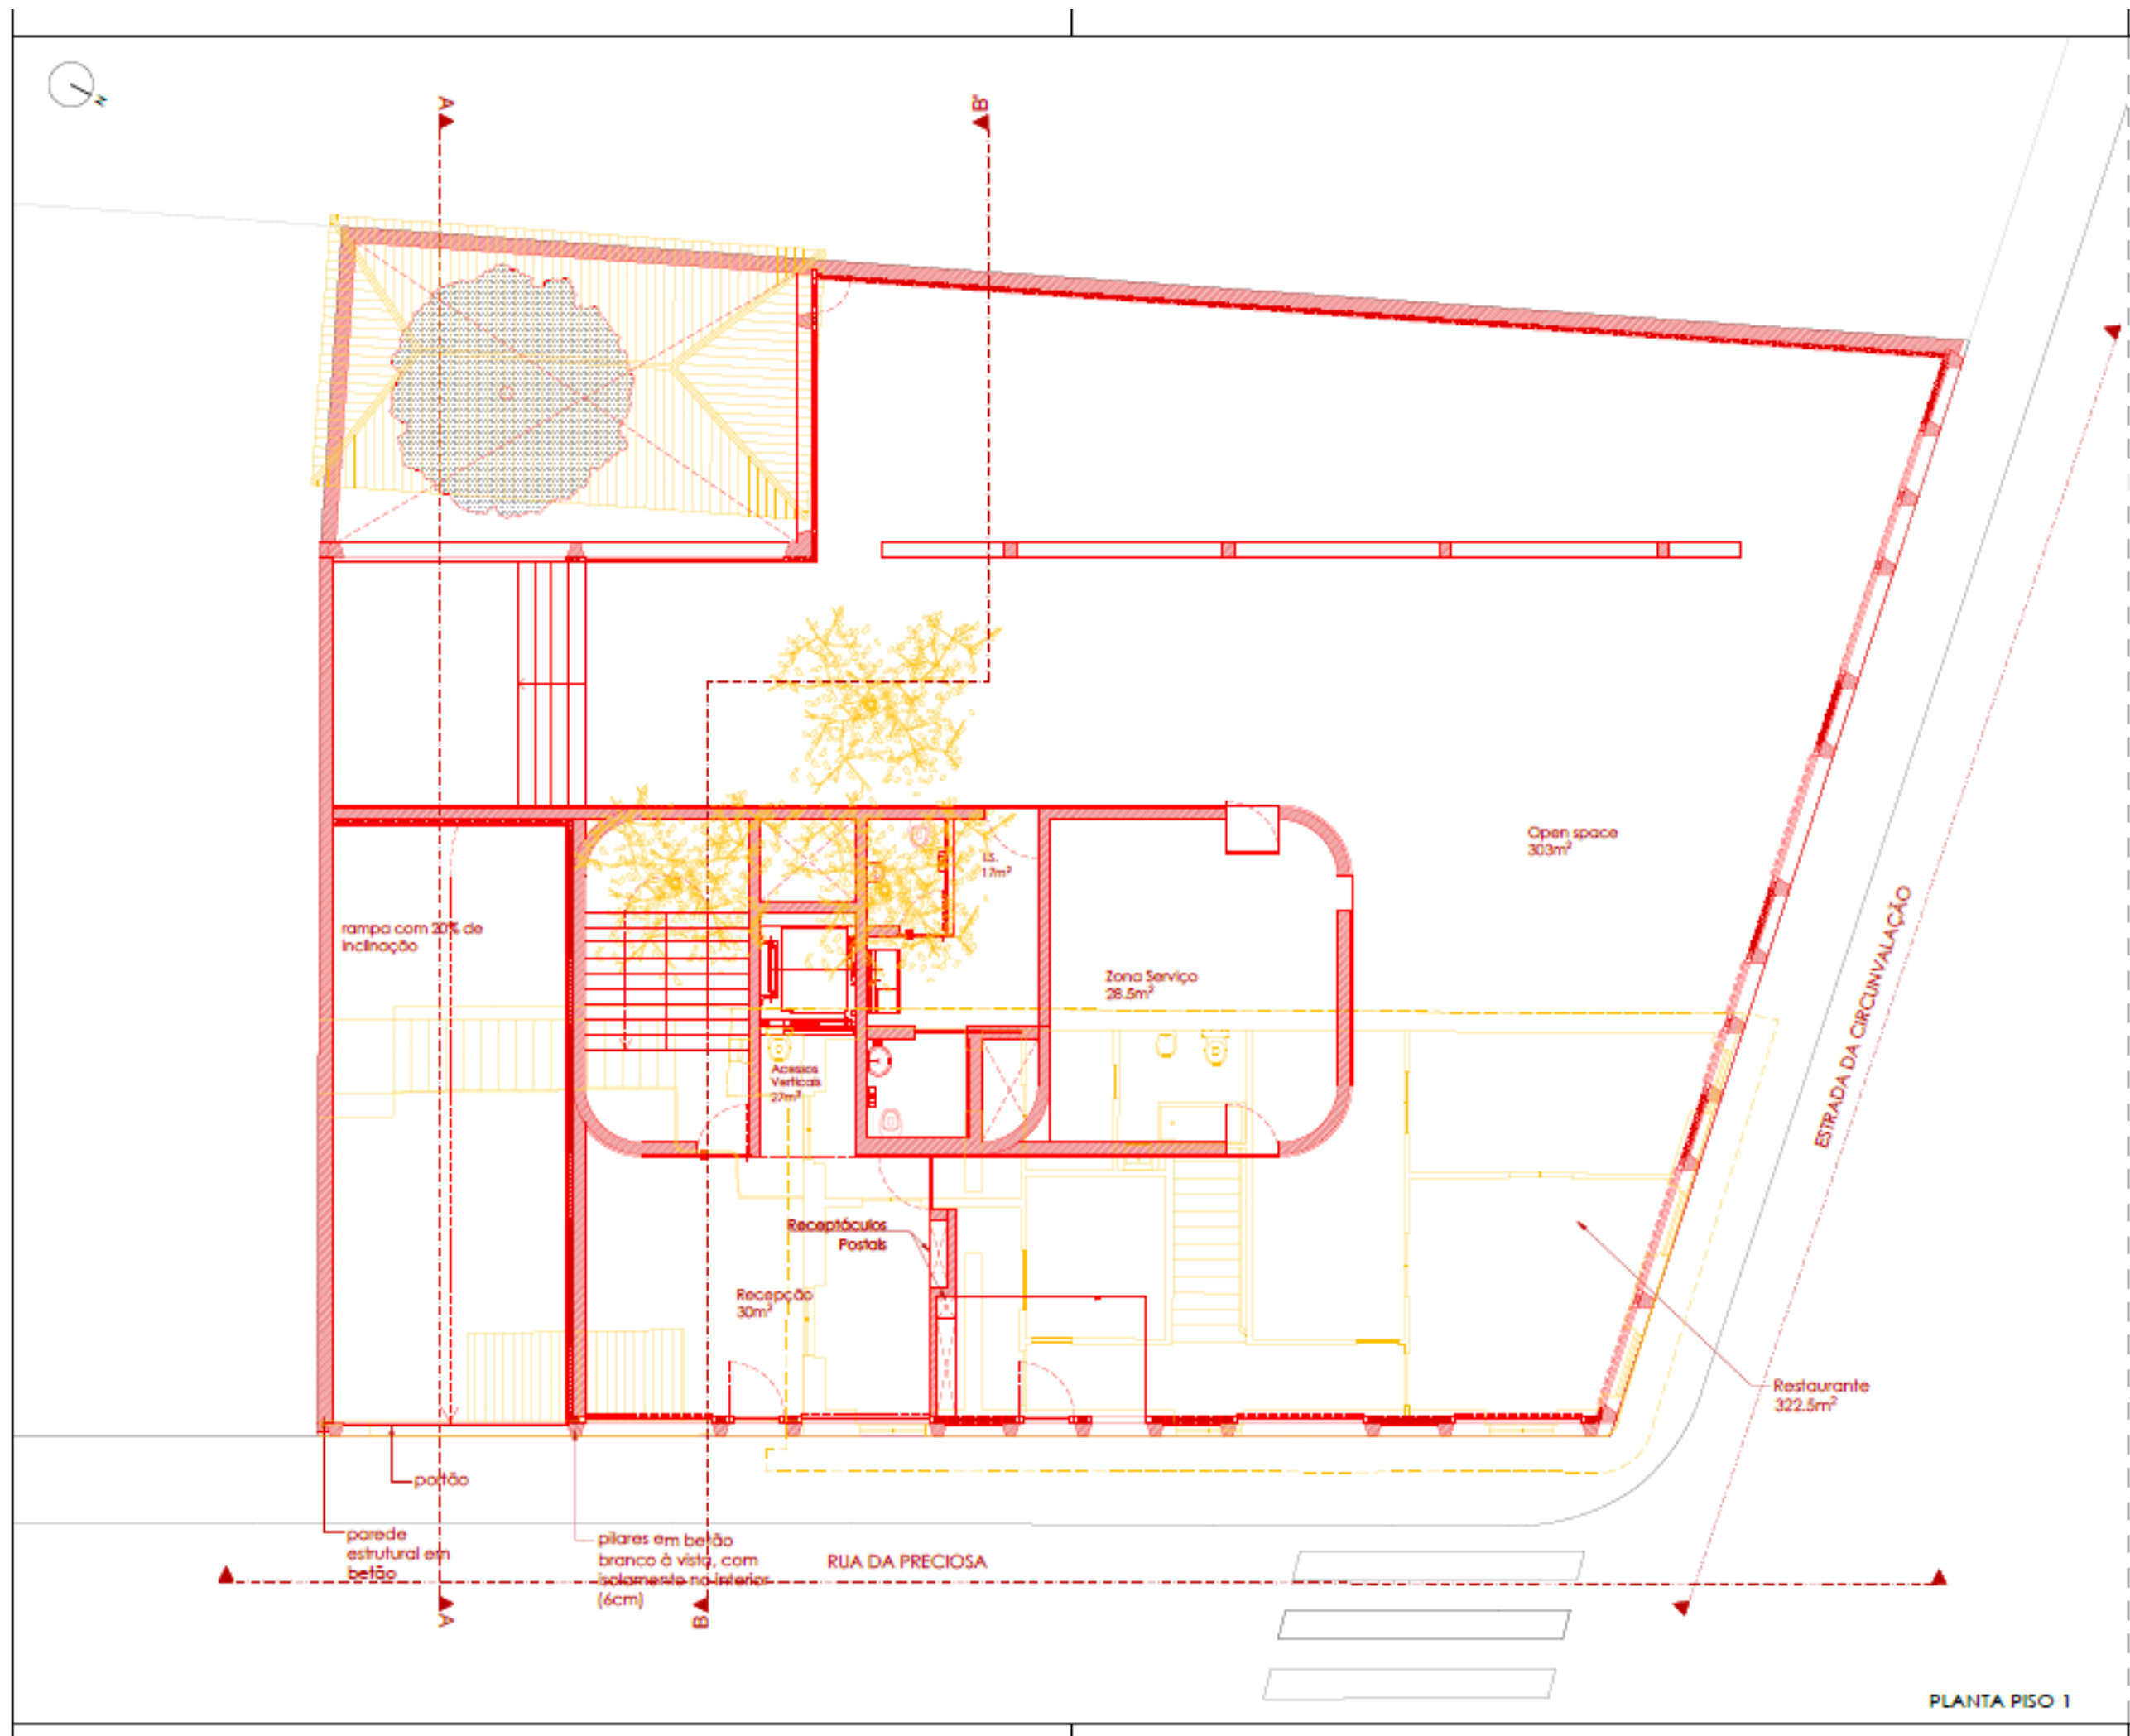 N
A
B'
Open space
303m²
I.S.
17m²
rampa com 20% de
inclinação
Zona Serviço
28.5m²
ESTRADA DA CIRCUNVALAÇÃO
Acessos
Verticais
27m²
Receptáculos
Postais
Recepção
30m²
Restaurante
322.5m²
portão
parede
estrutural em
betão
pilares em betão
branco à vista, com
isolamento no interior
(6cm)
RUA DA PRECIOSA
A
B
PLANTA PISO 1